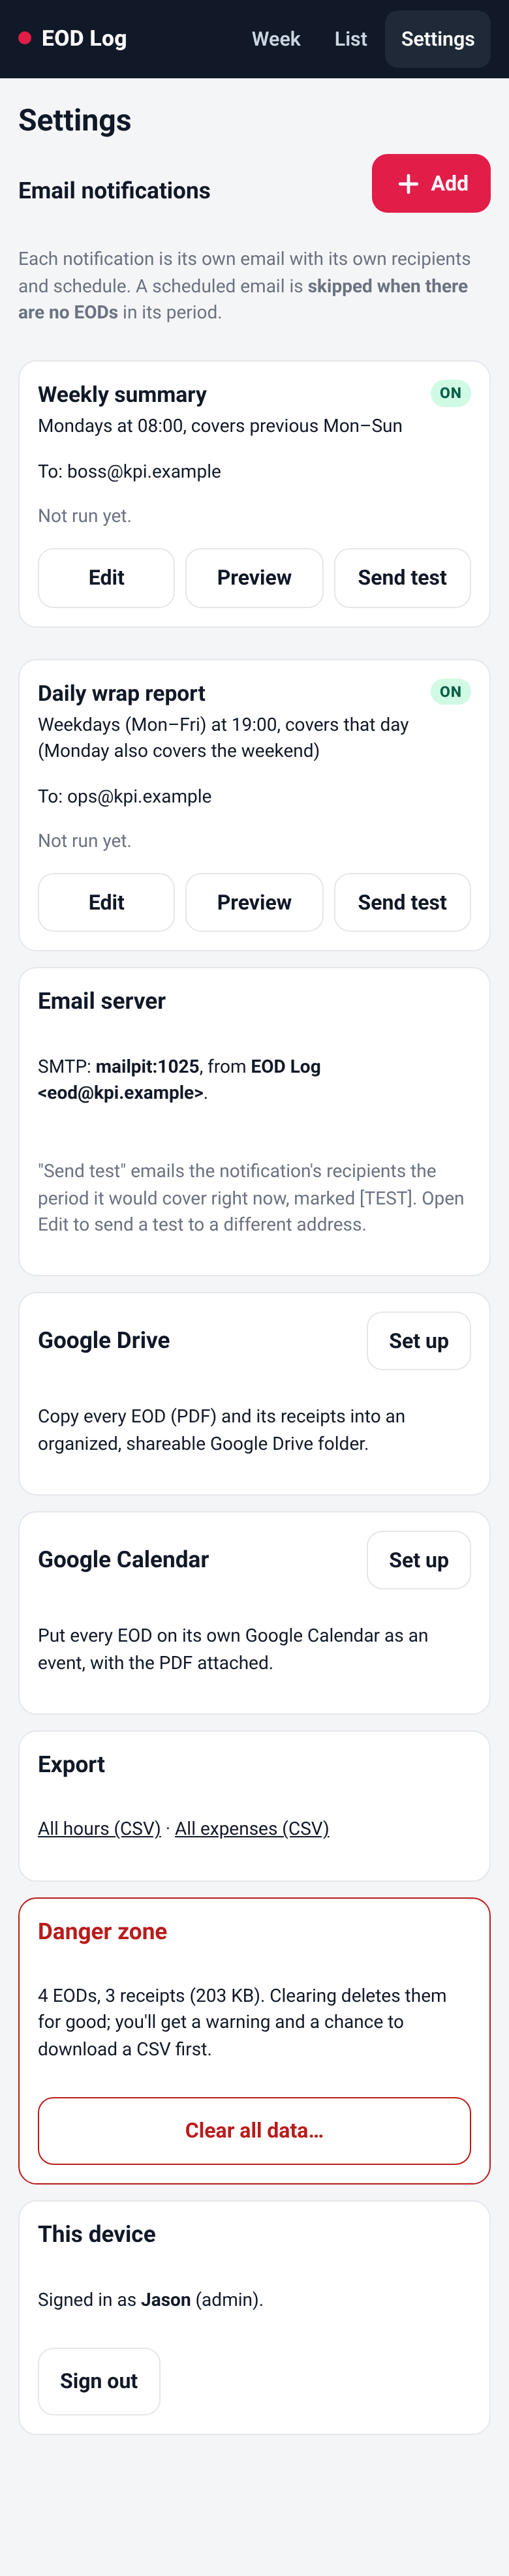 EOD Log
Week
List
Settings
Settings
Email notifications
Add
Each notification is its own email with its own recipients
and schedule. A scheduled email is skipped when there
are no EODs in its period.
Weekly summary
ON
Mondays at 08:00, covers previous Mon–Sun
To: boss@kpi.example
Not run yet.
Edit
Preview
Send test
Daily wrap report
ON
Weekdays (Mon–Fri) at 19:00, covers that day
(Monday also covers the weekend)
To: ops@kpi.example
Not run yet.
Edit
Preview
Send test
Email server
SMTP: mailpit:1025, from EOD Log
<eod@kpi.example>.
"Send test" emails the notification's recipients the
period it would cover right now, marked [TEST]. Open
Edit to send a test to a different address.
Google Drive
Set up
Copy every EOD (PDF) and its receipts into an
organized, shareable Google Drive folder.
Google Calendar
Set up
Put every EOD on its own Google Calendar as an
event, with the PDF attached.
Export
All hours (CSV) · All expenses (CSV)
Danger zone
4 EODs, 3 receipts (203 KB). Clearing deletes them
for good; you'll get a warning and a chance to
download a CSV first.
Clear all data…
This device
Signed in as Jason (admin).
Sign out